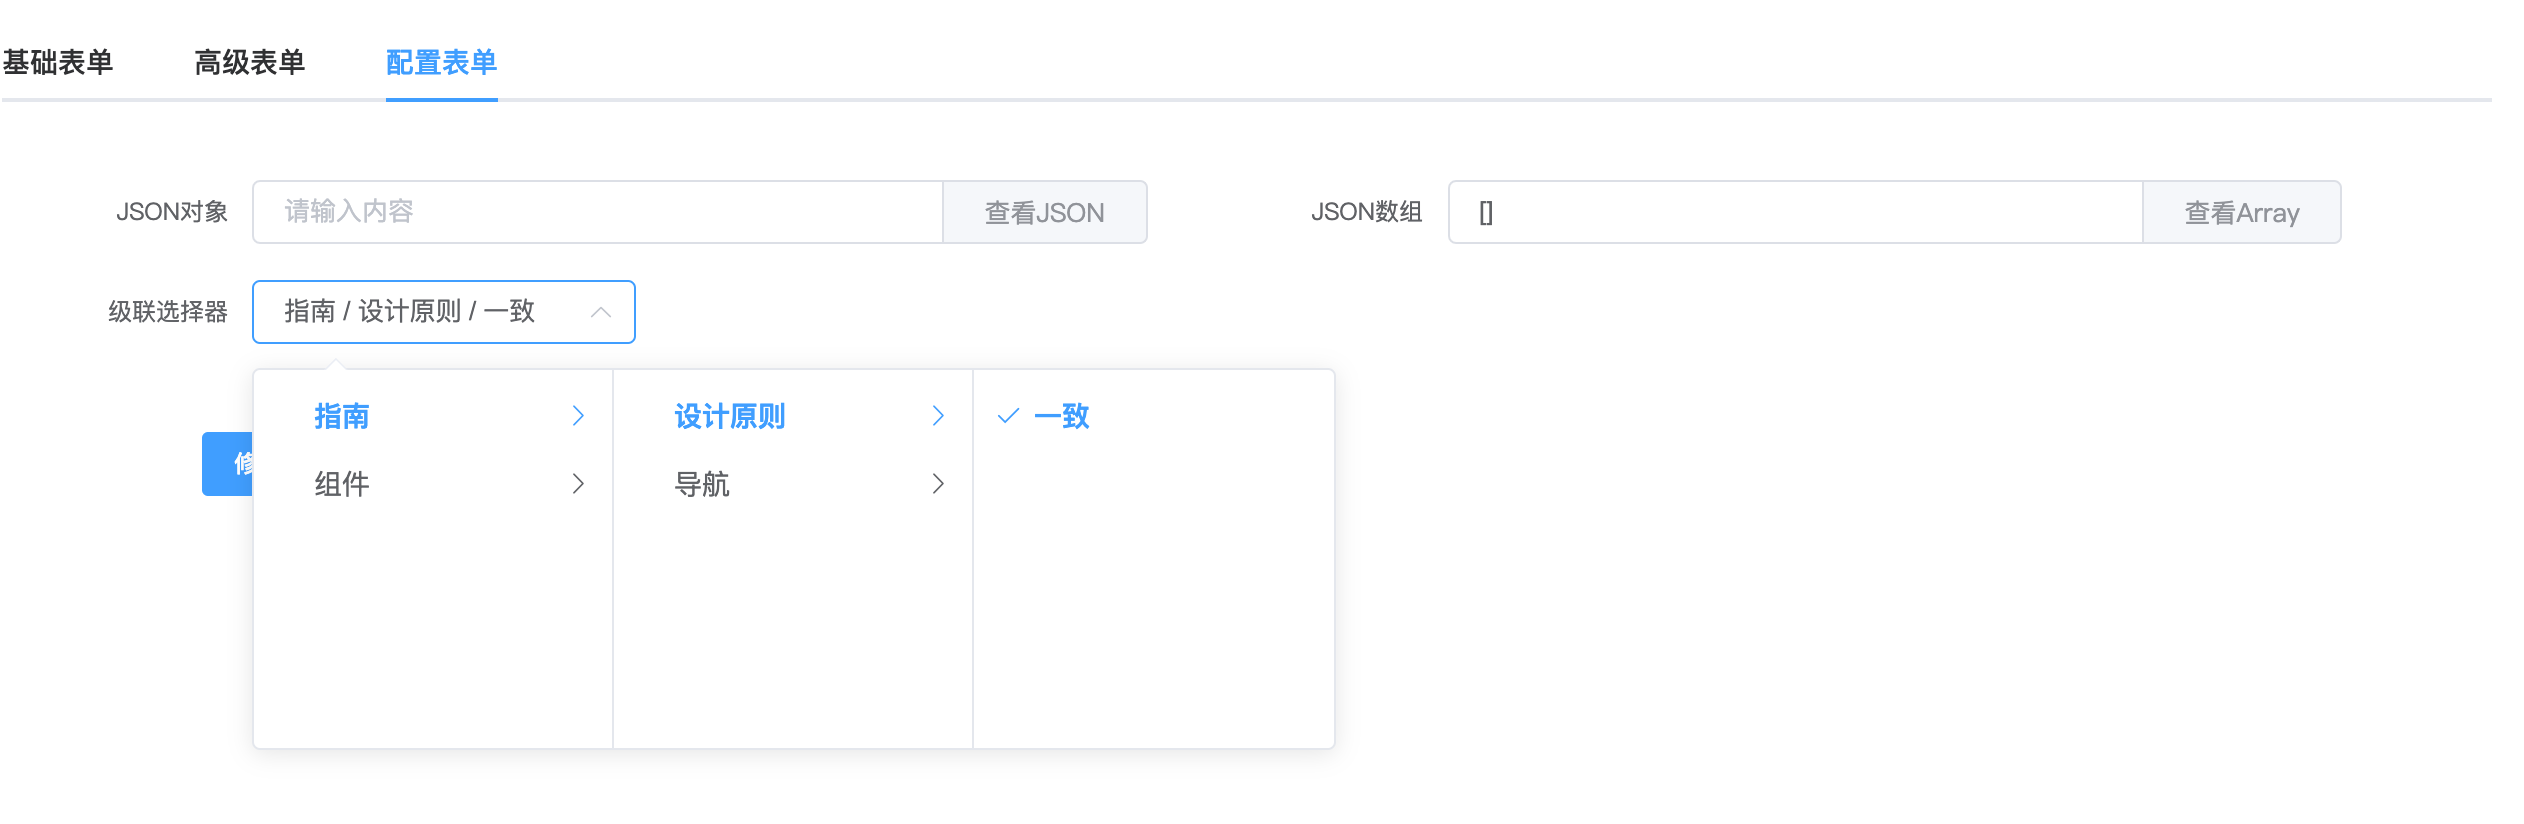 基础表单 高级表单 配置表单
JSON对象 请输入内容 查看JSON JSON数组 [] 查看Array
级联选择器 指南 / 设计原则 / 一致
指南 设计原则 一致
修
组件 导航